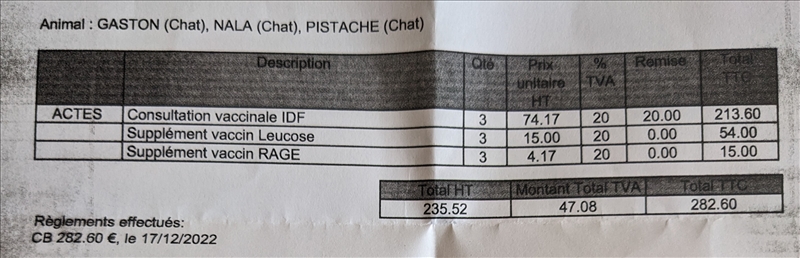 Animal : GASTON (Chat), NALA (Chat), PISTACHE (Chat)
Description Qté Prix unitaire HT % TVA Remise Total TTC
ACTES Consultation vaccinale IDF 3 74.17 20 20.00 213.60
Supplément vaccin Leucose 3 15.00 20 0.00 54.00
Supplément vaccin RAGE 3 4.17 20 0.00 15.00
Total HT Montant Total TVA Total TTC
235.52 47.08 282.60
Règlements effectués:
CB 282.60 €, le 17/12/2022